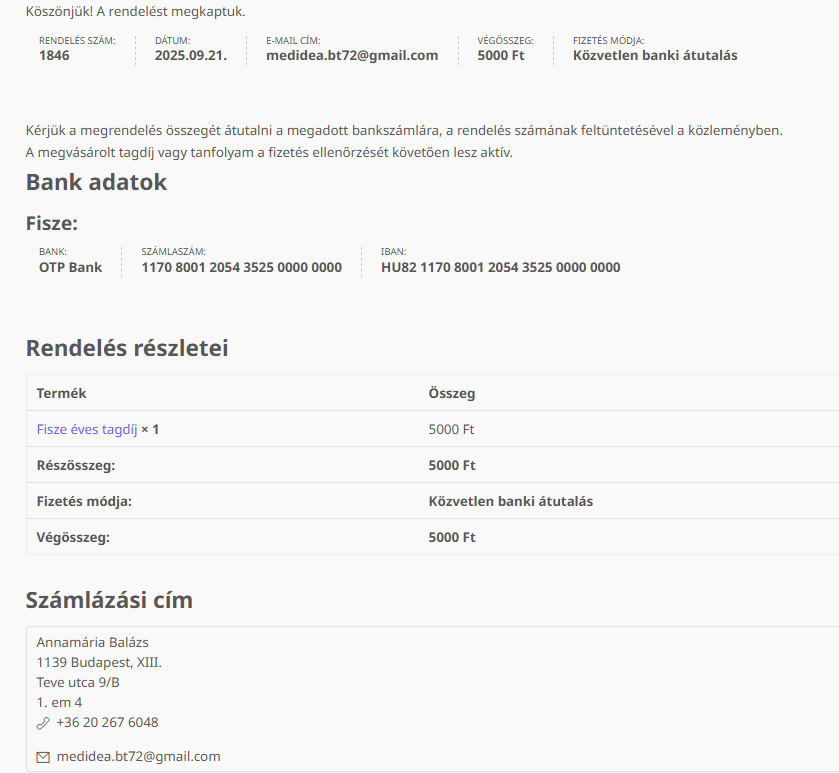 Köszönjük! A rendelést megkaptuk.
RENDELÉS SZÁM:
1846
DÁTUM:
2025.09.21.
E-MAIL CÍM:
medidea.bt72@gmail.com
VÉGÖSSZEG:
5000 Ft
FIZETÉS MÓDJA:
Közvetlen banki átutalás
Kérjük a megrendelés összegét átutalni a megadott bankszámlára, a rendelés számának feltüntetésével a közleményben.
A megvásárolt tagdíj vagy tanfolyam a fizetés ellenőrzését követően lesz aktív.
Bank adatok
Fisze:
BANK:
OTP Bank
SZÁMLASZÁM:
1170 8001 2054 3525 0000 0000
IBAN:
HU82 1170 8001 2054 3525 0000 0000
Rendelés részletei
Termék Összeg
Fisze éves tagdíj × 1 5000 Ft
Részösszeg: 5000 Ft
Fizetés módja: Közvetlen banki átutalás
Végösszeg: 5000 Ft
Számlázási cím
Annamária Balázs
1139 Budapest, XIII.
Teve utca 9/B
1. em 4
+36 20 267 6048
medidea.bt72@gmail.com